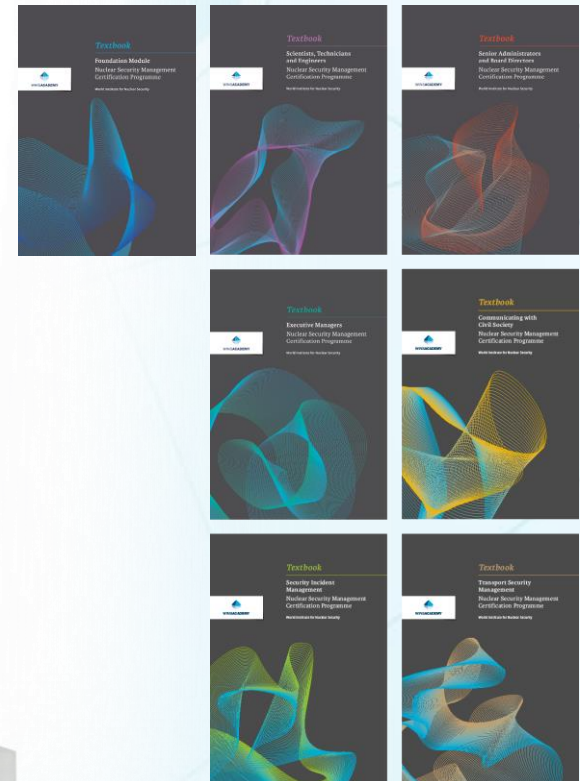 Textbook
Foundation Module
Nuclear Security Management
Certification Programme
World Institute for Nuclear Security
WINS ACADEMY
Textbook
Scientists, Technicians
and Engineers
Nuclear Security Management
Certification Programme
World Institute for Nuclear Security
WINS ACADEMY
Textbook
Senior Administrators
and Board Directors
Nuclear Security Management
Certification Programme
World Institute for Nuclear Security
WINS ACADEMY
Textbook
Executive Managers
Nuclear Security Management
Certification Programme
World Institute for Nuclear Security
WINS ACADEMY
Textbook
Communicating with
Civil Society
Nuclear Security Management
Certification Programme
World Institute for Nuclear Security
WINS ACADEMY
Textbook
Security Incident
Management
Nuclear Security Management
Certification Programme
World Institute for Nuclear Security
WINS ACADEMY
Textbook
Transport Security
Management
Nuclear Security Management
Certification Programme
World Institute for Nuclear Security
WINS ACADEMY